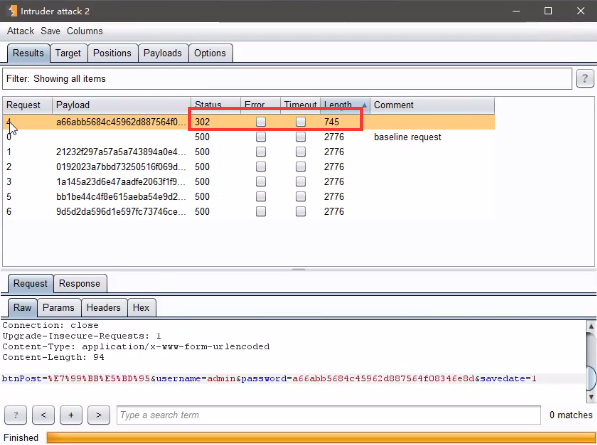 Intruder attack 2
Attack Save Columns
Results Target Positions Payloads Options
Filter: Showing all items ?
Request Payload Status Error Timeout Length Comment
4 a66abb5684c45962d887564f0... 302 745
0 500 2776 baseline request
1 21232f297a57a5a743894a0e4... 500 2776
2 0192023a7bbd73250516f069d... 500 2776
3 1a145a23d6e47aadfe2063f1f9... 500 2776
5 bb1be44c4f8e615aeba54e9d2... 500 2776
6 9d5d2da596d1e597fc73746ce... 500 2776
Request Response
Raw Params Headers Hex
Connection: close
Upgrade-Insecure-Requests: 1
Content-Type: application/x-www-form-urlencoded
Content-Length: 94
btnPost=%E7%99%BB%E5%BD%95&username=admin&password=a66abb5684c45962d887564f08346e8d&savedate=1
? < + > Type a search term 0 matches
Finished